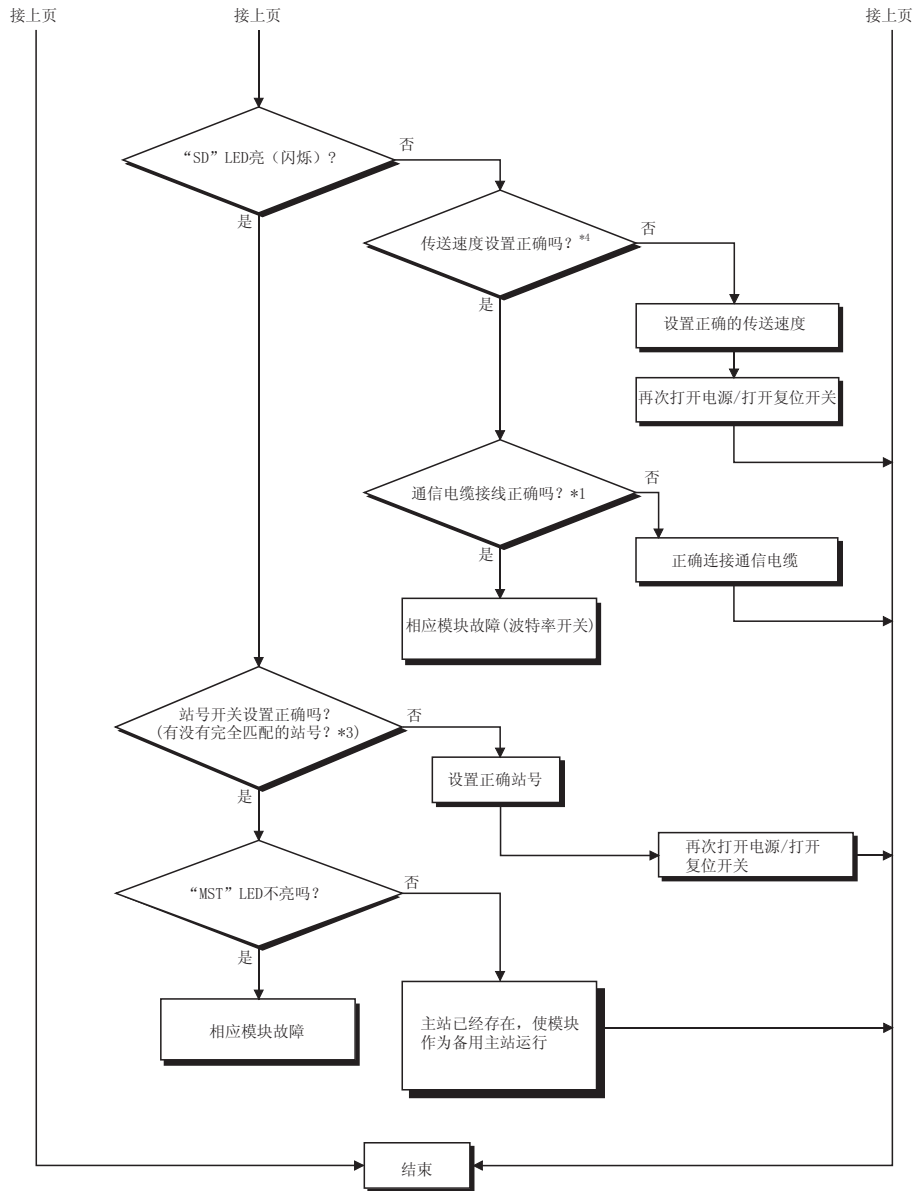 接上页
接上页
接上页
“SD”LED亮（闪烁）?
否
是
传送速度设置正确吗？*4
否
是
设置正确的传送速度
再次打开电源/打开复位开关
通信电缆接线正确吗？*1
否
是
正确连接通信电缆
相应模块故障(波特率开关)
站号开关设置正确吗？
(有没有完全匹配的站号？*3)
否
是
设置正确站号
再次打开电源/打开
复位开关
“MST”LED不亮吗？
否
是
相应模块故障
主站已经存在，使模块
作为备用主站运行
结束